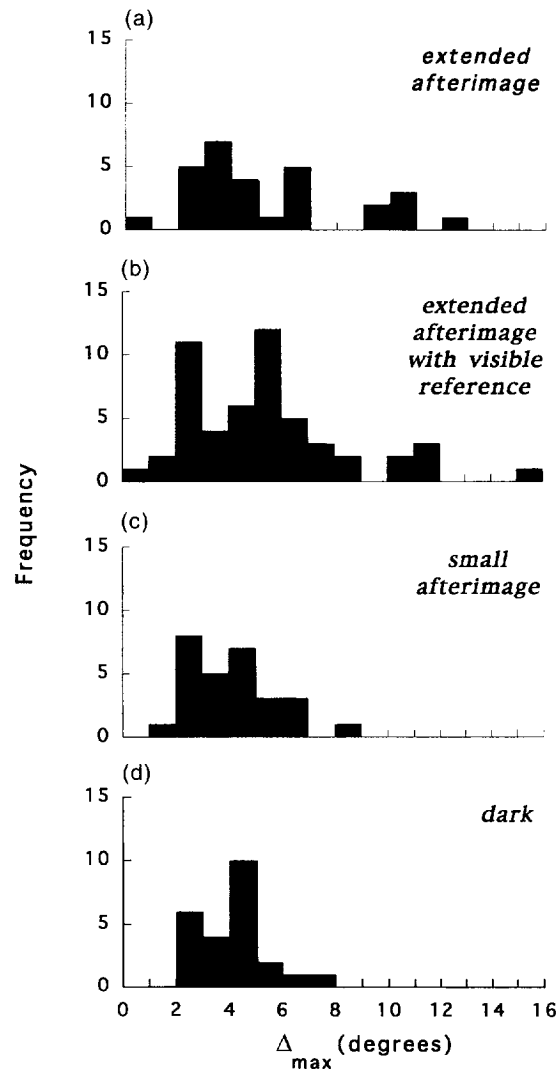 (a)
15
10
5
0
extended
afterimage
(b)
15
10
5
0
extended
afterimage
with visible
reference
Frequency
(c)
15
10
5
0
small
afterimage
(d)
15
10
5
0
dark
0 2 4 6 8 10 12 14 16
Δmax (degrees)